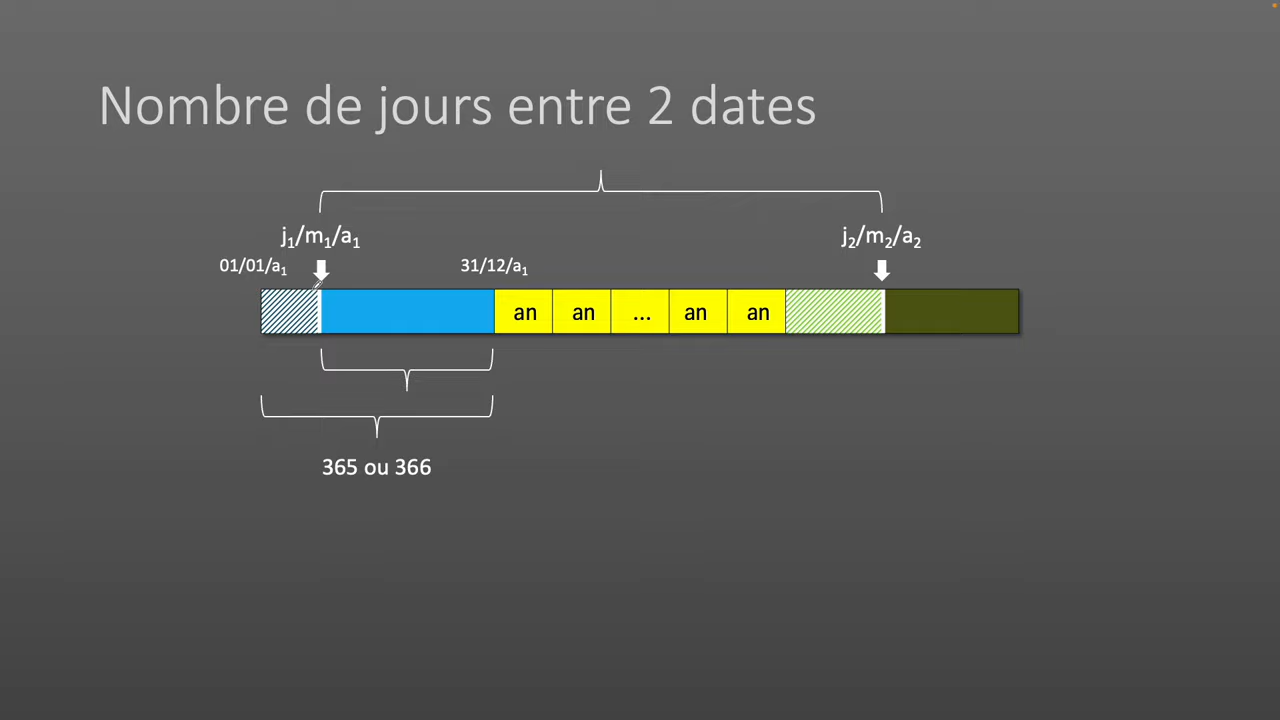 Nombre de jours entre 2 dates
j₁/m₁/a₁
j₂/m₂/a₂
01/01/a₁
31/12/a₁
an an ... an an
365 ou 366